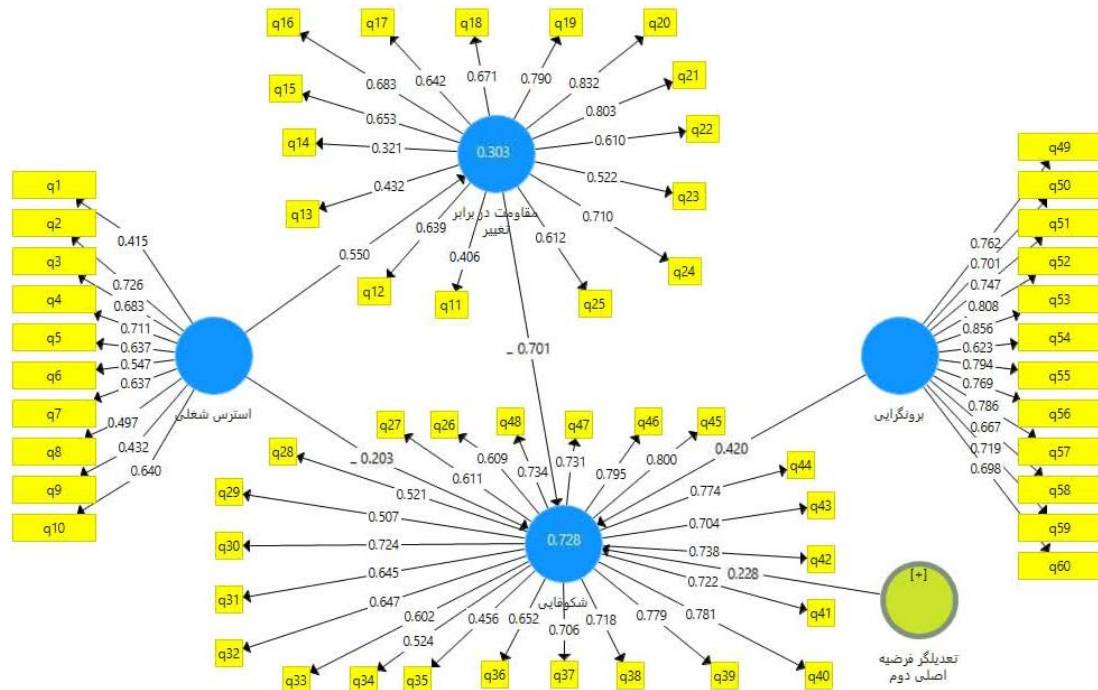 q16
q17
q18
q19
q20
q15
q21
q14
q22
q13
q23
q12
q11
q25
q24
0.683
0.642
0.671
0.790
0.832
0.653
0.803
0.321
0.610
0.432
0.522
0.639
0.406
0.612
0.710
0.303
مقاومت در برابر
تغییر
q1
q2
q3
q4
q5
q6
q7
q8
q9
q10
0.415
0.726
0.683
0.711
0.637
0.547
0.637
0.497
0.432
0.640
استرس شغلی
0.550
_ 0.701
_ 0.203
0.420
0.228
q49
q50
q51
q52
q53
q54
q55
q56
q57
q58
q59
q60
0.762
0.701
0.747
0.808
0.856
0.623
0.794
0.769
0.786
0.667
0.719
0.698
برونگرایی
q28
q27
q26
q48
q47
q46
q45
q44
q29
q43
q30
q42
q31
q41
q32
q33
q34
q35
q36
q37
q38
q39
q40
0.521
0.611
0.609
0.734
0.731
0.795
0.800
0.774
0.507
0.704
0.724
0.738
0.645
0.722
0.647
0.602
0.524
0.456
0.652
0.706
0.718
0.779
0.781
0.728
شکوفایی
[+]
تعدیلگر فرضیه
اصلی دوم